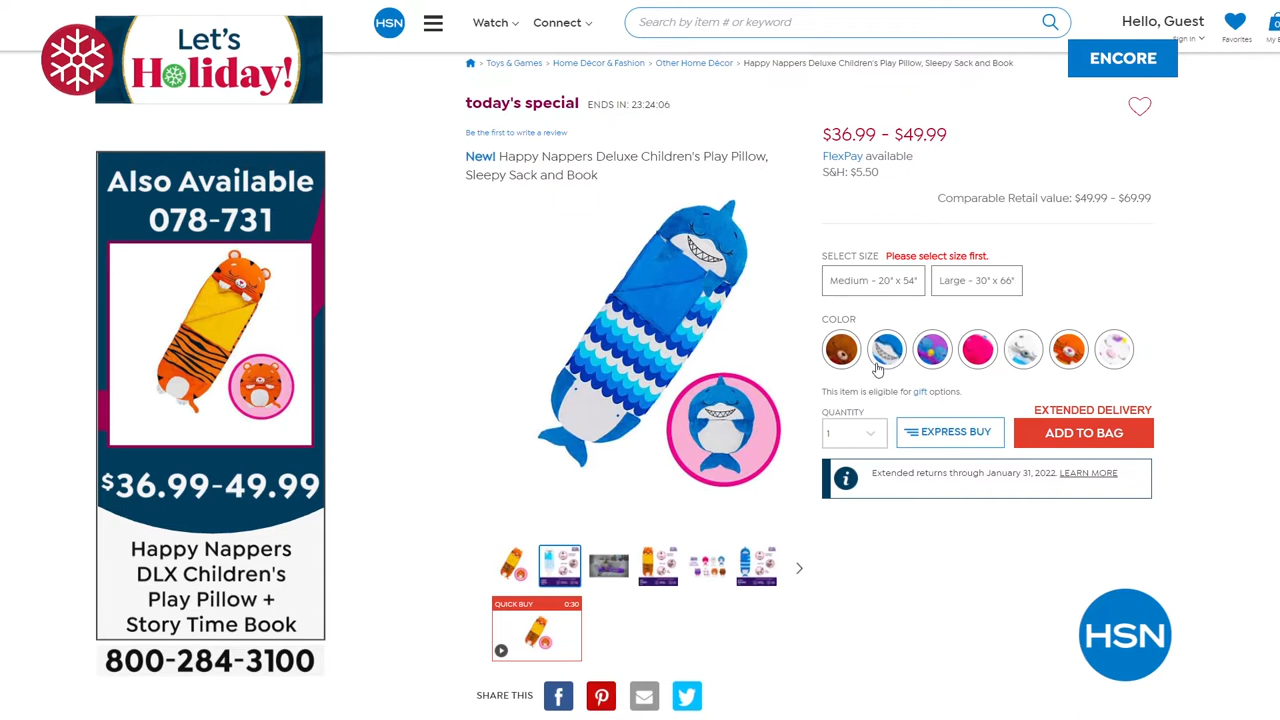 Let's
Holiday!
HSN
Watch
Connect
Search by item # or keyword
Hello, Guest
Sign In
Favorites
My B
ENCORE
Toys & Games > Home Décor & Fashion > Other Home Décor > Happy Nappers Deluxe Children's Play Pillow, Sleepy Sack and Book
today's special ENDS IN: 23:24:06
Be the first to write a review
New! Happy Nappers Deluxe Children's Play Pillow,
Sleepy Sack and Book
$36.99 - $49.99
FlexPay available
S&H: $5.50
Comparable Retail value: $49.99 - $69.99
SELECT SIZE Please select size first.
Medium - 20" x 54"
Large - 30" x 66"
COLOR
This item is eligible for gift options.
QUANTITY
1
EXPRESS BUY
EXTENDED DELIVERY
ADD TO BAG
Extended returns through January 31, 2022. LEARN MORE
QUICK BUY 0:30
SHARE THIS
Also Available
078-731
$36.99-49.99
Happy Nappers
DLX Children's
Play Pillow +
Story Time Book
800-284-3100
HSN